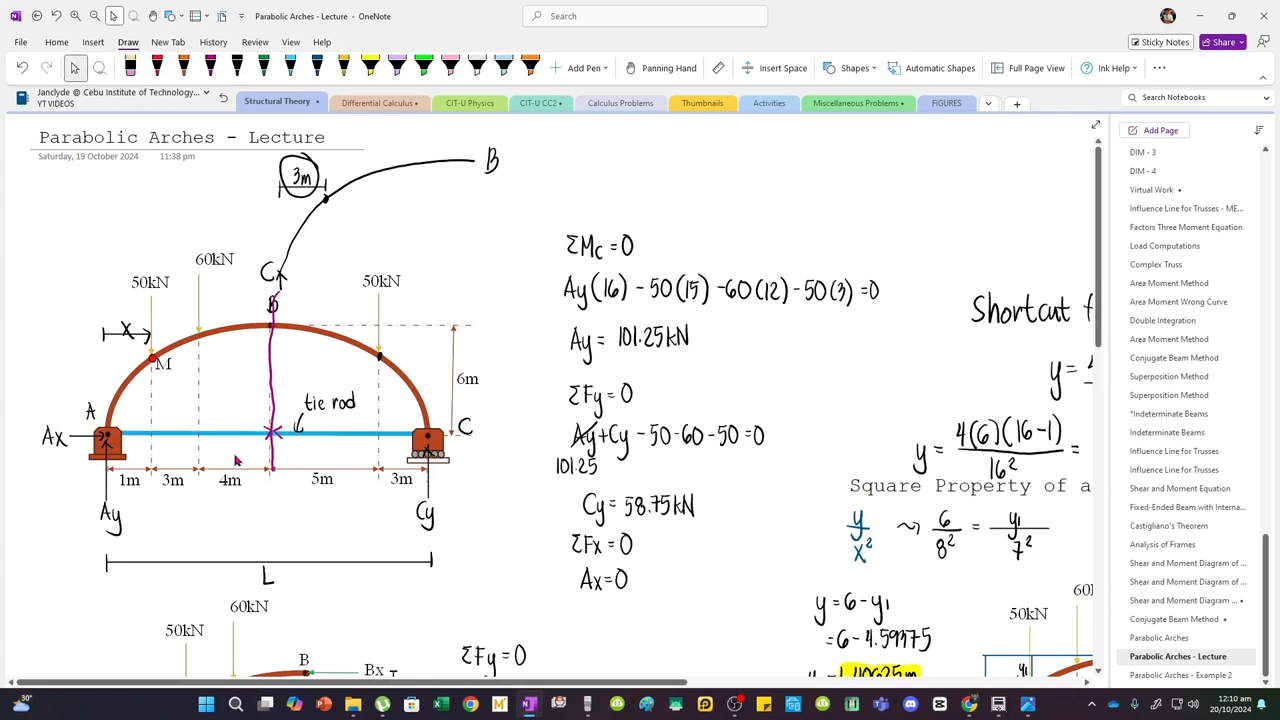 Parabolic Arches - Lecture - OneNote
Search
File Home Insert Draw New Tab History Review View Help
Sticky Notes
Share
Add Pen
Panning Hand
Insert Space
Shapes
Automatic Shapes
Full Page View
Ink Help
Janclyde @ Cebu Institute of Technology...
YT VIDEOS
Structural Theory
Differential Calculus
CIT-U Physics
CIT-U CC2
Calculus Problems
Thumbnails
Activities
Miscellaneous Problems
FIGURES
Search Notebooks
Parabolic Arches - Lecture
Saturday, 19 October 2024 11:38 pm
3m
B
50kN
60kN
Cx
B
50kN
x
M
6m
A
tie rod
C
Ax
1m 3m 4m 5m 3m
Ay
Cy
L
ΣMc = 0
Ay(16) - 50(15) - 60(12) - 50(3) = 0
Ay = 101.25kN
ΣFy = 0
Ay + Cy - 50 - 60 - 50 = 0
101.25
Cy = 58.75kN
ΣFx = 0
Ax = 0
Shortcut f
y = 4
y = 4(6)(16-1) / 16² =
Square Property of a
y/x² ⇝ 6/8² = y₁/7²
y = 6 - y₁
= 6 - 4.59375
y = 1.40625m
50kN
60kN
B
Bx
ΣFy = 0
50kN
60
y₁
Add Page
DIM - 3
DIM - 4
Virtual Work
Influence Line for Trusses - ME...
Factors Three Moment Equation
Load Computations
Complex Truss
Area Moment Method
Area Moment Wrong Curve
Double Integration
Area Moment Method
Conjugate Beam Method
Superposition Method
Superposition Method
*Indeterminate Beams
Indeterminate Beams
Influence Line for Trusses
Influence Line for Trusses
Shear and Moment Equation
Fixed-Ended Beam with Interna...
Castigliano's Theorem
Analysis of Frames
Shear and Moment Diagram of ...
Shear and Moment Diagram of ...
Shear and Moment Diagram ...
Conjugate Beam Method
Parabolic Arches
Parabolic Arches - Lecture
Parabolic Arches - Example 2
30°
12:10 am
20/10/2024